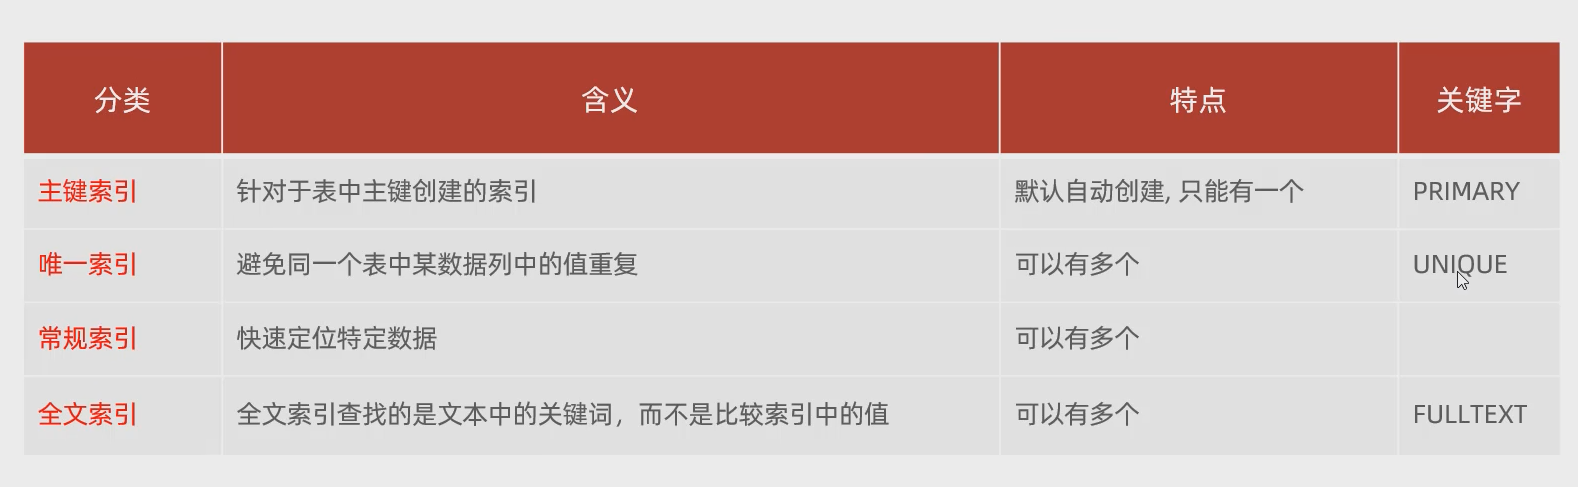 分类 含义 特点 关键字
主键索引 针对于表中主键创建的索引 默认自动创建, 只能有一个 PRIMARY
唯一索引 避免同一个表中某数据列中的值重复 可以有多个 UNIQUE
常规索引 快速定位特定数据 可以有多个
全文索引 全文索引查找的是文本中的关键词，而不是比较索引中的值 可以有多个 FULLTEXT